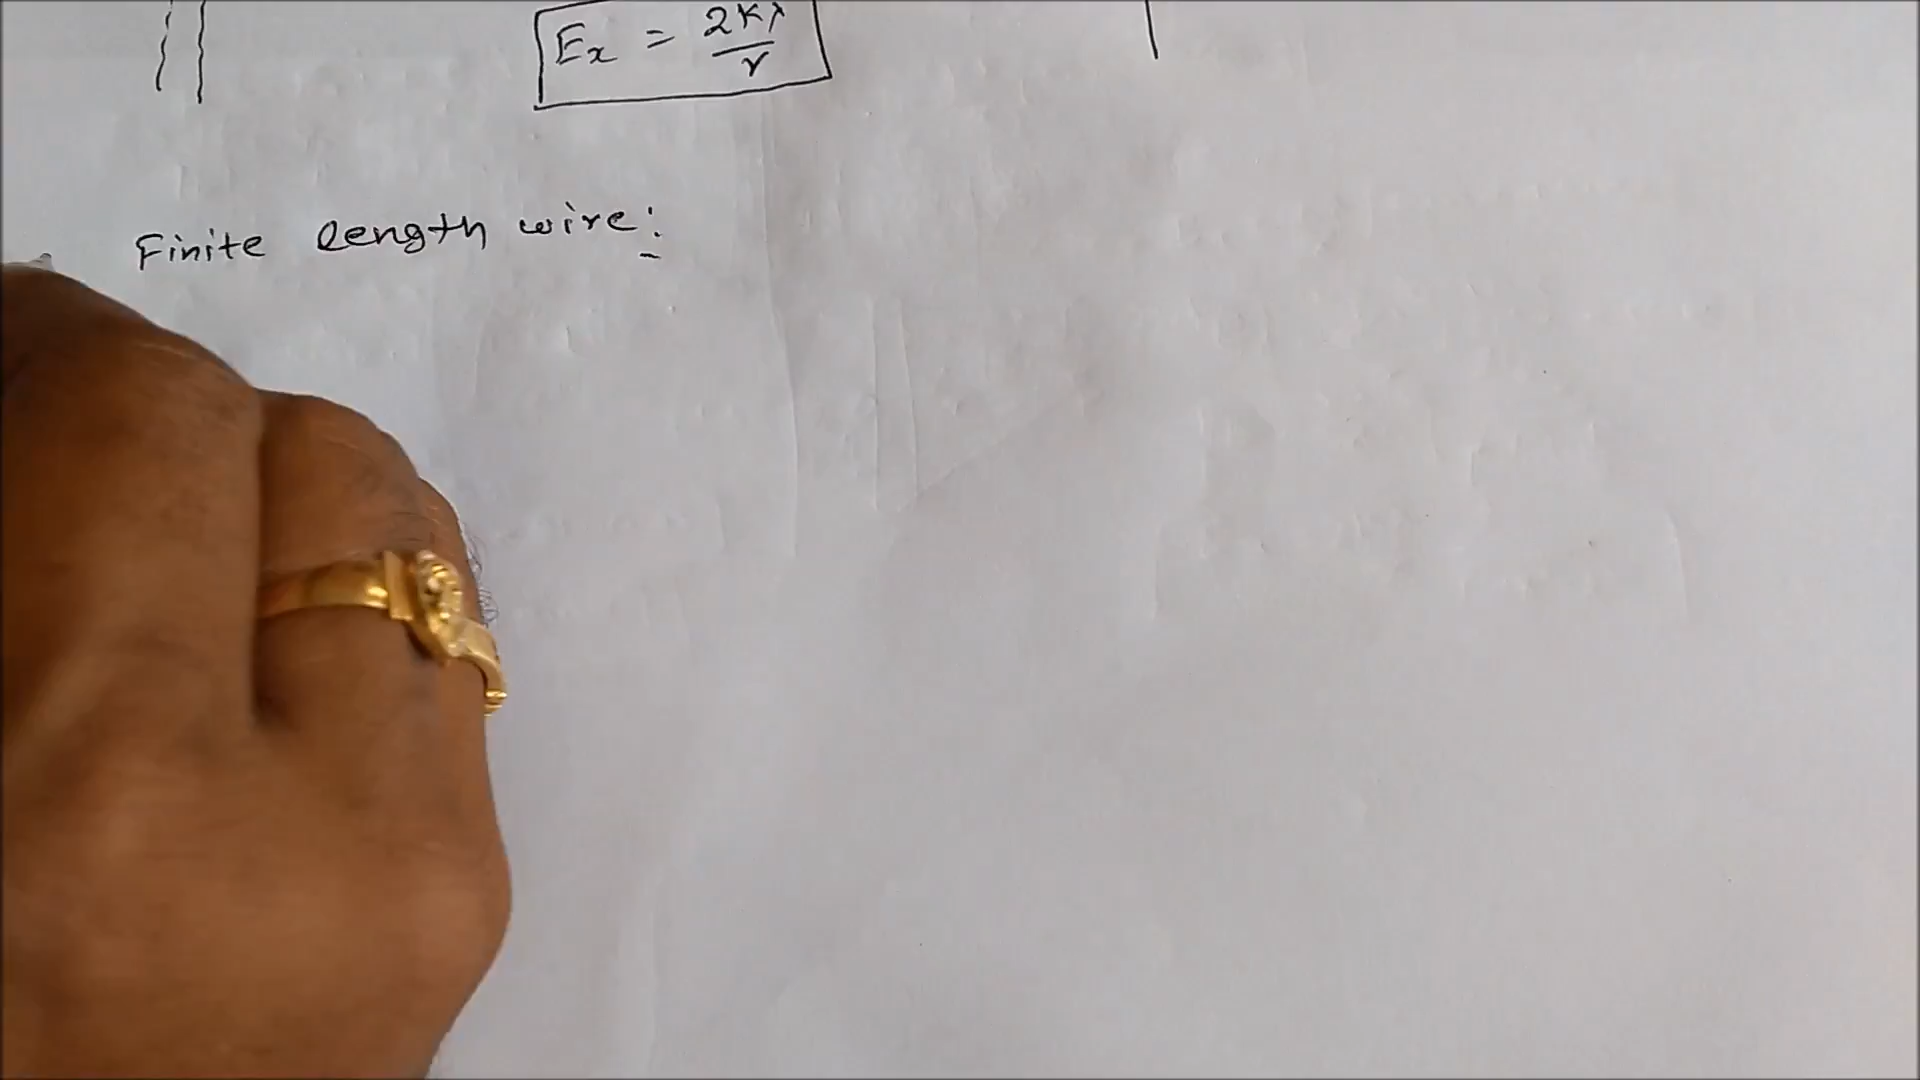 Ex = 2Kλ/r
Finite length wire: